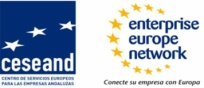 ceseand
CENTRO DE SERVICIOS EUROPEOS
PARA LAS EMPRESAS ANDALUZAS
enterprise
europe
network
Conecte su empresa con Europa